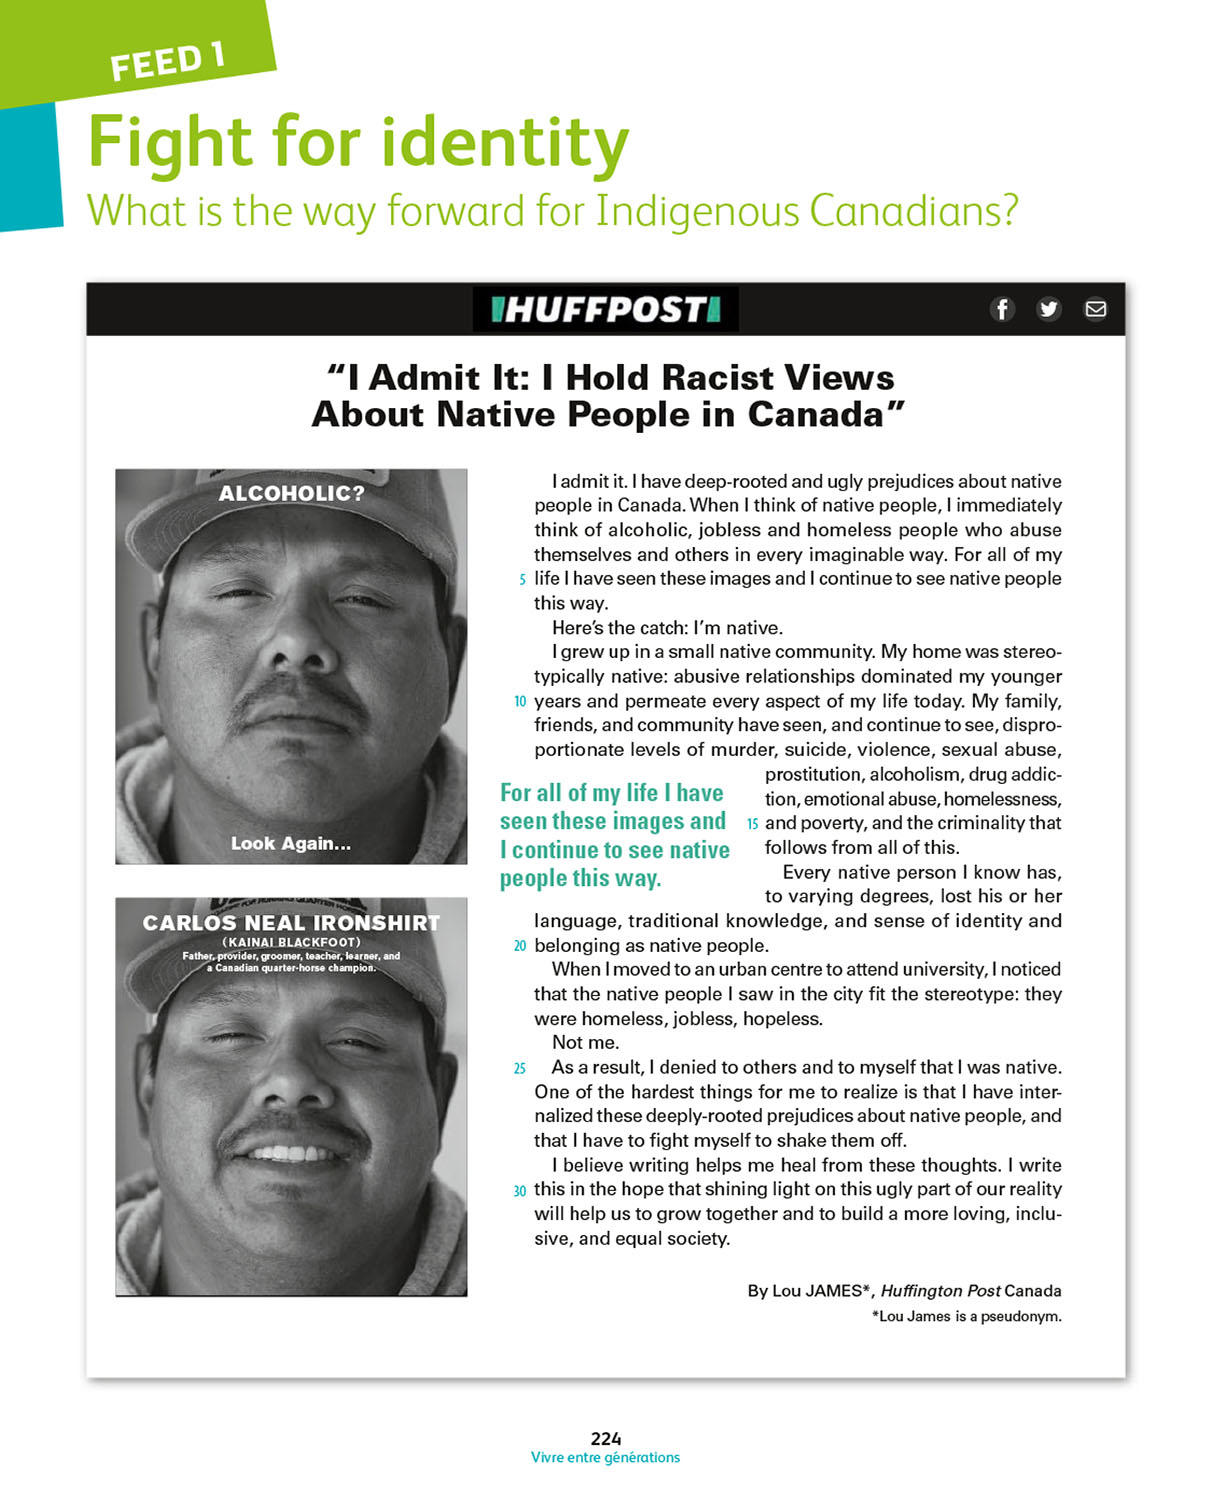 FEED 1
Fight for identity
What is the way forward for Indigenous Canadians?
HUFFPOST
"I Admit It: I Hold Racist Views
About Native People in Canada"
ALCOHOLIC?
Look Again...
CARLOS NEAL IRONSHIRT
(KAINAI BLACKFOOT)
Father, provider, groomer, teacher, learner, and
a Canadian quarter-horse champion.
I admit it. I have deep-rooted and ugly prejudices about native
people in Canada. When I think of native people, I immediately
think of alcoholic, jobless and homeless people who abuse
themselves and others in every imaginable way. For all of my
5 life I have seen these images and I continue to see native people
this way.
Here's the catch: I'm native.
I grew up in a small native community. My home was stereo-
typically native: abusive relationships dominated my younger
10 years and permeate every aspect of my life today. My family,
friends, and community have seen, and continue to see, dispro-
portionate levels of murder, suicide, violence, sexual abuse,
prostitution, alcoholism, drug addic-
tion, emotional abuse, homelessness,
15 and poverty, and the criminality that
follows from all of this.
For all of my life I have
seen these images and
I continue to see native
people this way.
Every native person I know has,
to varying degrees, lost his or her
language, traditional knowledge, and sense of identity and
20 belonging as native people.
When I moved to an urban centre to attend university, I noticed
that the native people I saw in the city fit the stereotype: they
were homeless, jobless, hopeless.
Not me.
25 As a result, I denied to others and to myself that I was native.
One of the hardest things for me to realize is that I have inter-
nalized these deeply-rooted prejudices about native people, and
that I have to fight myself to shake them off.
I believe writing helps me heal from these thoughts. I write
30 this in the hope that shining light on this ugly part of our reality
will help us to grow together and to build a more loving, inclu-
sive, and equal society.
By Lou JAMES*, Huffington Post Canada
*Lou James is a pseudonym.
224
Vivre entre générations